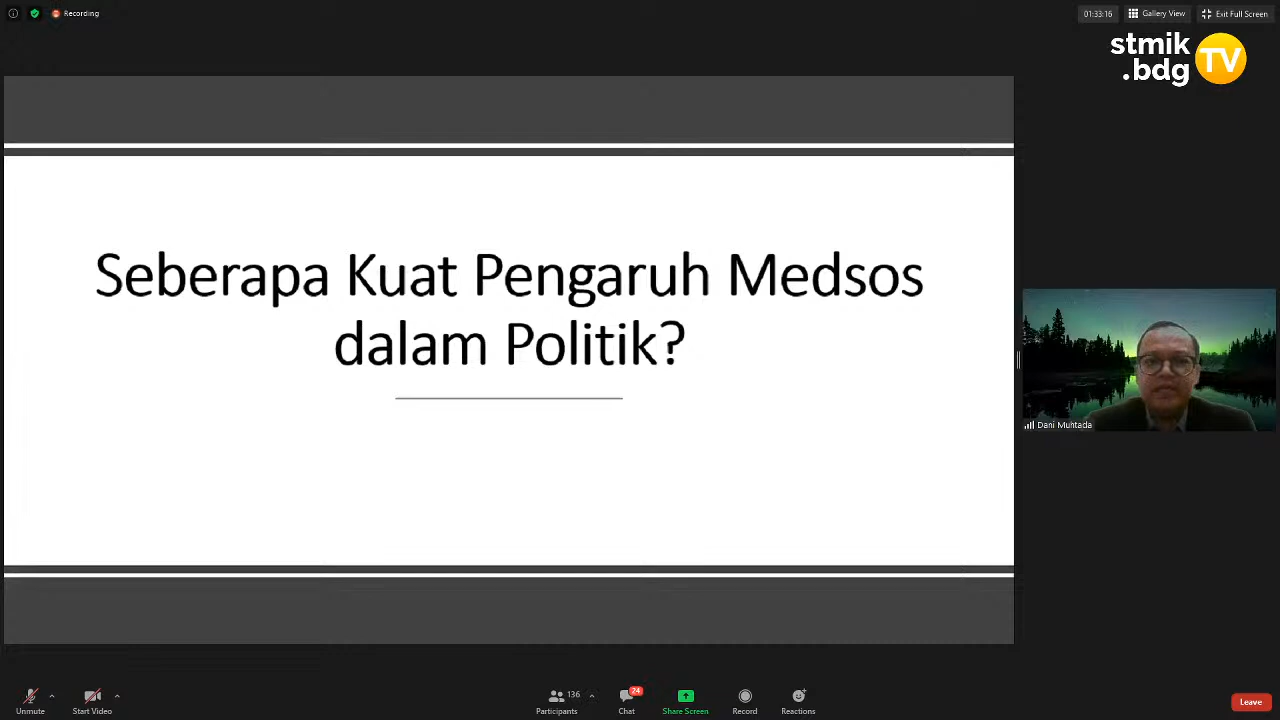 Recording
01:33:16
Gallery View
Exit Full Screen
stmik
.bdg
TV
Seberapa Kuat Pengaruh Medsos
dalam Politik?
Dani Muhtada
Unmute
Start Video
136
Participants
24
Chat
Share Screen
Record
Reactions
Leave